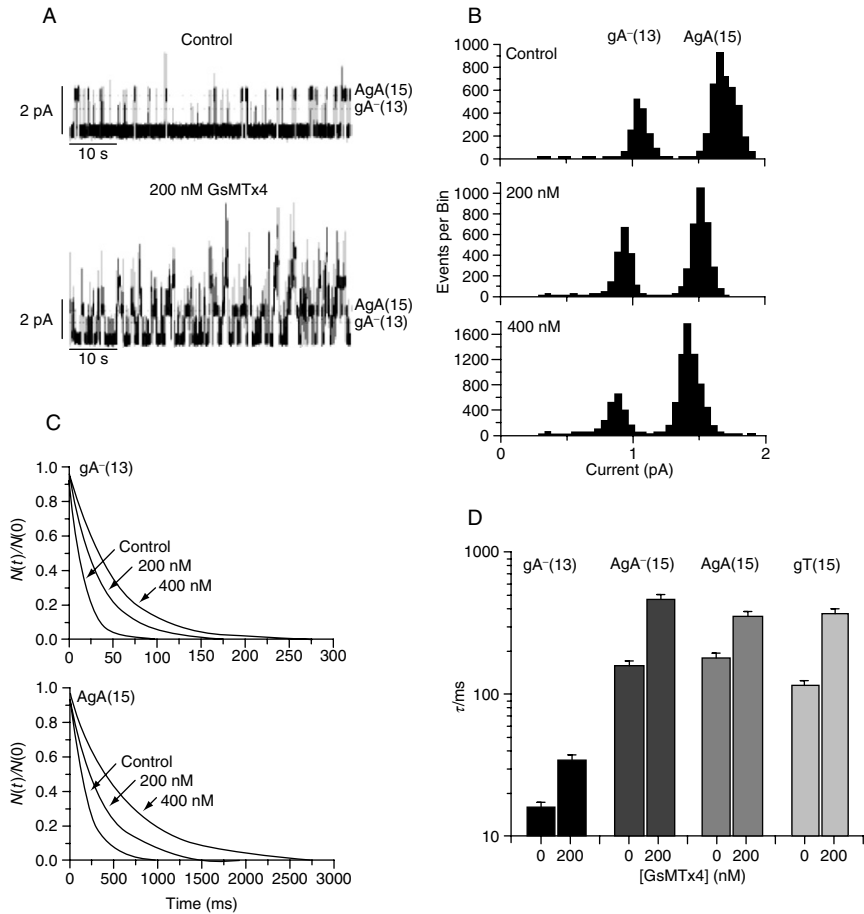 A
Control
AgA(15)
gA⁻(13)
2 pA
10 s
200 nM GsMTx4
AgA(15)
gA⁻(13)
2 pA
10 s
B
gA⁻(13) AgA(15)
Control
1000
800
600
400
200
0
200 nM
1000
800
600
400
200
0
400 nM
1600
1200
800
400
0
Events per Bin
0 1 2
Current (pA)
C
gA⁻(13)
1.0
0.8
0.6
0.4
0.2
0.0
N(t)/N(0)
Control
200 nM
400 nM
0 50 100 150 200 250 300
AgA(15)
1.0
0.8
0.6
0.4
0.2
0.0
N(t)/N(0)
Control
200 nM
400 nM
0 500 1000 1500 2000 2500 3000
Time (ms)
D
1000
100
10
τ/ms
gA⁻(13) AgA⁻(15) AgA(15) gT(15)
0 200 0 200 0 200 0 200
[GsMTx4] (nM)